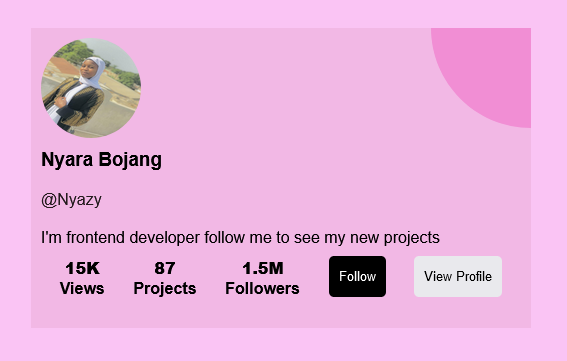 Nyara Bojang
@Nyazy
I'm frontend developer follow me to see my new projects
15K 87 1.5M Follow View Profile
Views Projects Followers